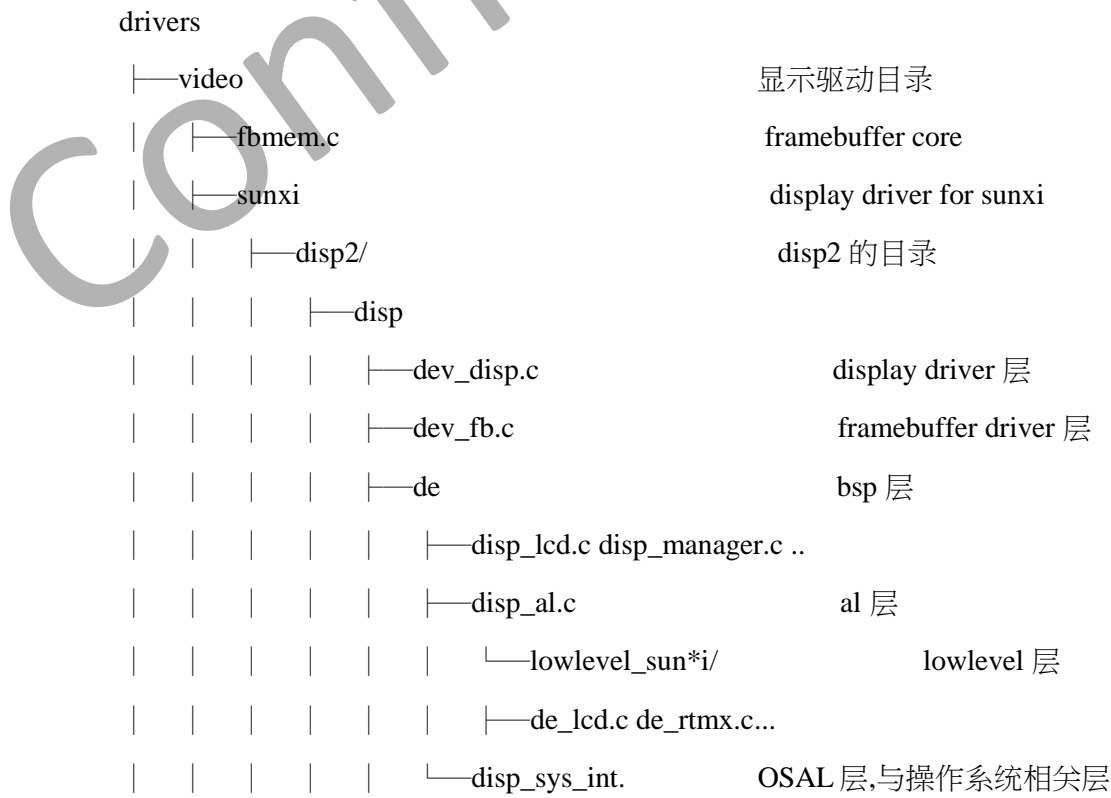 drivers
├──video 显示驱动目录
│ ├──fbmem.c framebuffer core
│ ├──sunxi display driver for sunxi
│ │ ├──disp2/ disp2 的目录
│ │ │ ├──disp
│ │ │ │ ├──dev_disp.c display driver 层
│ │ │ │ ├──dev_fb.c framebuffer driver 层
│ │ │ │ ├──de bsp 层
│ │ │ │ │ ├──disp_lcd.c disp_manager.c ..
│ │ │ │ │ ├──disp_al.c al 层
│ │ │ │ │ │ └──lowlevel_sun*i/ lowlevel 层
│ │ │ │ │ │ ├──de_lcd.c de_rtmx.c...
│ │ │ │ │ └──disp_sys_int. OSAL 层,与操作系统相关层